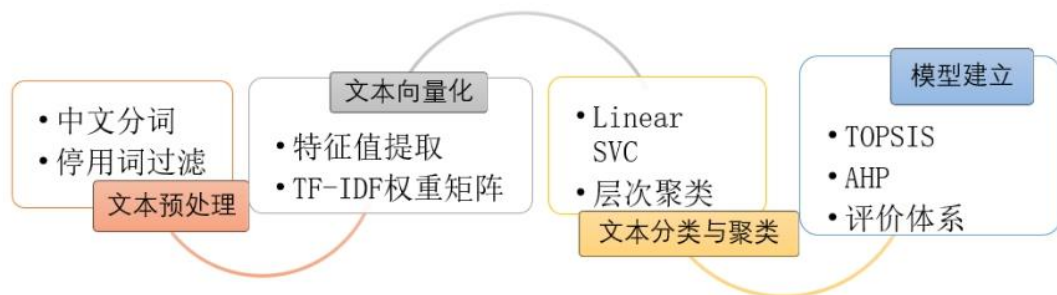 • 中文分词
• 停用词过滤
文本预处理
文本向量化
• 特征值提取
• TF-IDF权重矩阵
• Linear
SVC
• 层次聚类
文本分类与聚类
模型建立
• TOPSIS
• AHP
• 评价体系